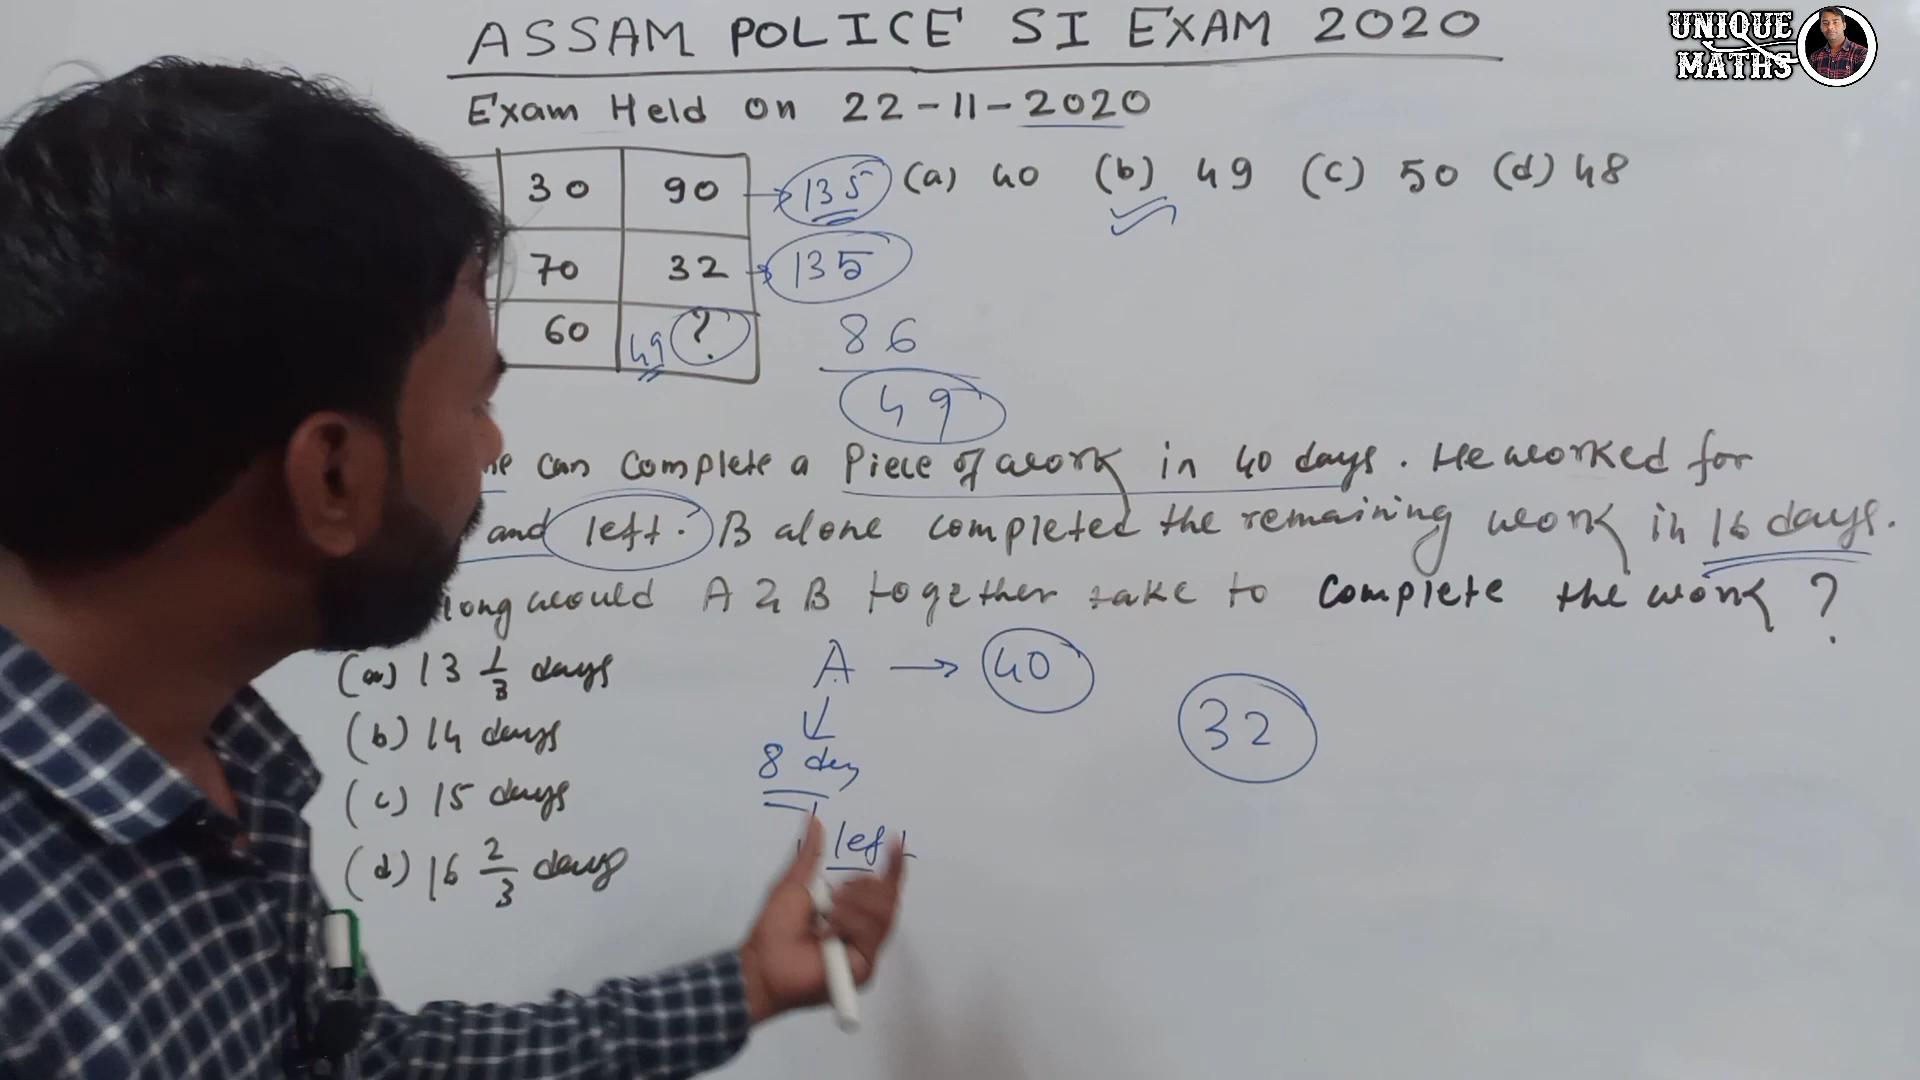 ASSAM POLICE SI EXAM 2020
UNIQUE
MATHS
Exam Held on 22-11-2020
30 90 → 135 (a) 40 (b) 49 (c) 50 (d) 48
70 32 → 135
60 49 ? 86
49
can complete a Piece of work in 40 days. He worked for
and left. B alone completed the remaining work in 16 days.
long would A & B together take to complete the work ?
(a) 13 1/3 days
(b) 14 days
(c) 15 days
(d) 16 2/3 days
A → 40
32
8 day
left